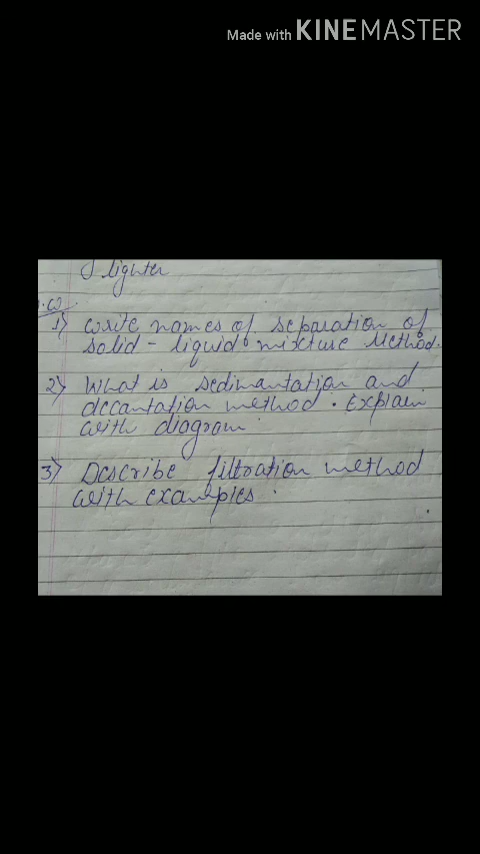 Made with KINEMASTER
lighter
H.W.
1) Write names of separation of
solid - liquid mixture Method.
2) What is sedimantation and
decantation method. Explain
with diagram.
3) Describe filtration method
with examples.